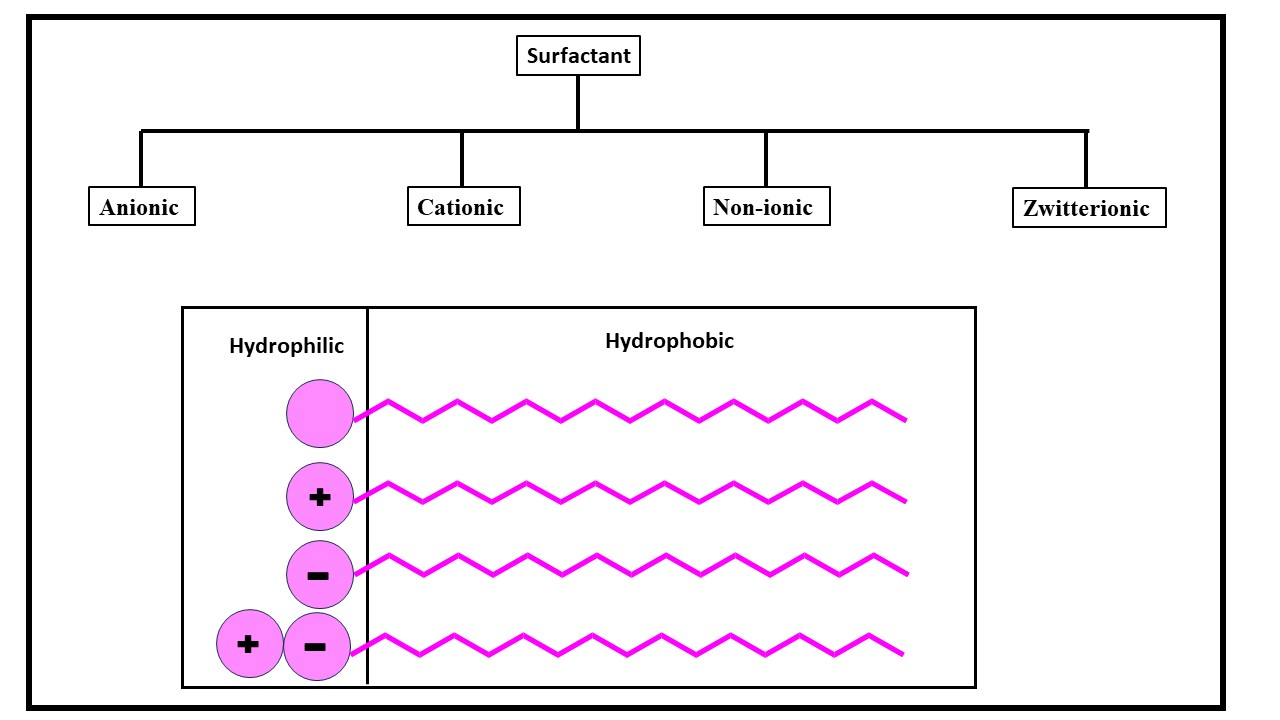 Surfactant
Anionic
Cationic
Non-ionic
Zwitterionic
Hydrophilic
Hydrophobic
+
-
+ -